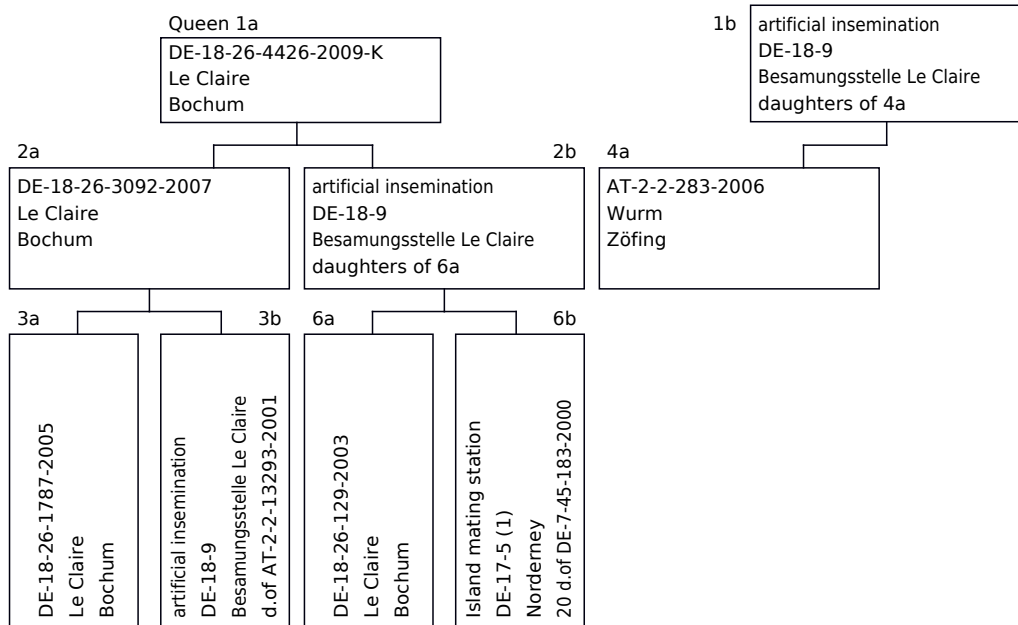 Queen 1a
DE-18-26-4426-2009-K
Le Claire
Bochum
1b
artificial insemination
DE-18-9
Besamungsstelle Le Claire
daughters of 4a
2a
DE-18-26-3092-2007
Le Claire
Bochum
2b
artificial insemination
DE-18-9
Besamungsstelle Le Claire
daughters of 6a
4a
AT-2-2-283-2006
Wurm
Zöfing
3a
DE-18-26-1787-2005
Le Claire
Bochum
3b
artificial insemination
DE-18-9
Besamungsstelle Le Claire
d.of AT-2-2-13293-2001
6a
DE-18-26-129-2003
Le Claire
Bochum
6b
Island mating station
DE-17-5 (1)
Norderney
20 d.of DE-7-45-183-2000